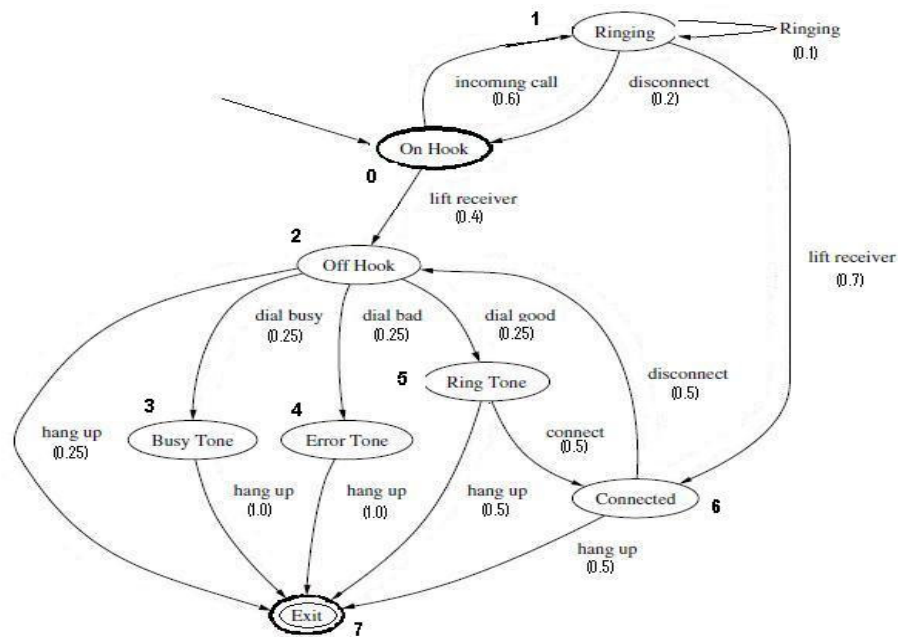 1
Ringing
Ringing
(0.1)
incoming call
(0.6)
disconnect
(0.2)
On Hook
0
lift receiver
(0.4)
2
Off Hook
lift receiver
(0.7)
dial busy
(0.25)
dial bad
(0.25)
dial good
(0.25)
5
Ring Tone
disconnect
(0.5)
3
4
hang up
(0.25)
Busy Tone
Error Tone
connect
(0.5)
hang up
(1.0)
hang up
(1.0)
hang up
(0.5)
Connected
6
hang up
(0.5)
Exit
7